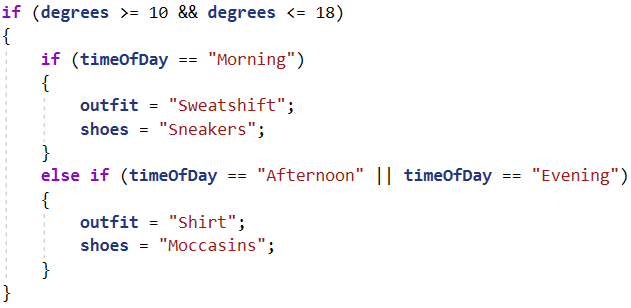 if (degrees >= 10 && degrees <= 18)
{
if (timeOfDay == "Morning")
{
outfit = "Sweatshift";
shoes = "Sneakers";
}
else if (timeOfDay == "Afternoon" || timeOfDay == "Evening")
{
outfit = "Shirt";
shoes = "Moccasins";
}
}